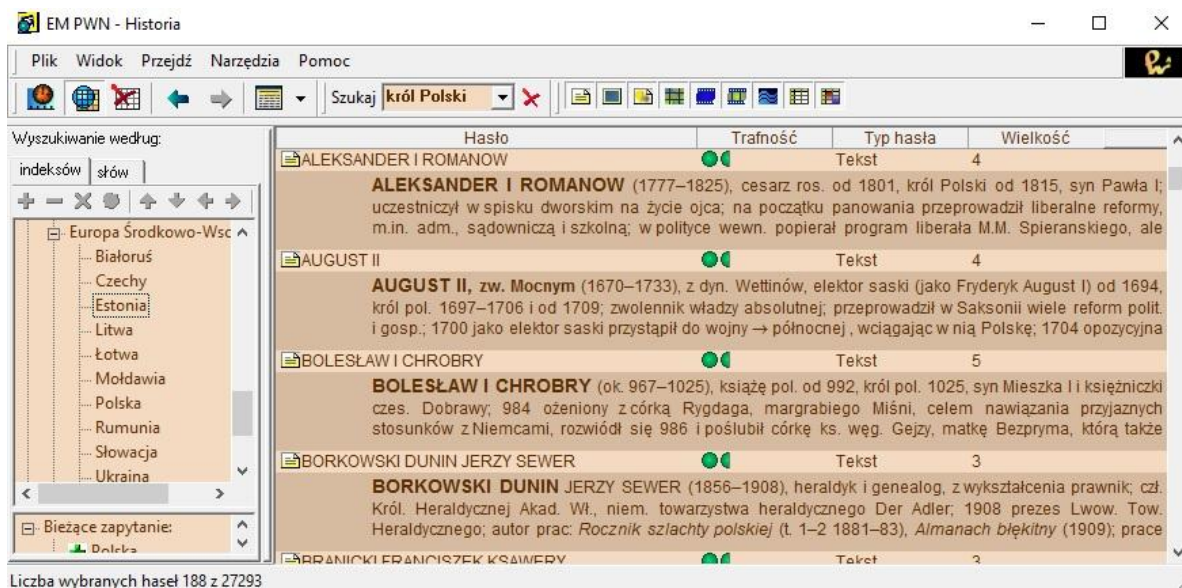 EM PWN - Historia
Plik Widok Przejdź Narzędzia Pomoc
Szukaj król Polski
Wyszukiwanie według:
indeksów słów
Europa Środkowo-Wsc
Białoruś
Czechy
Estonia
Litwa
Łotwa
Mołdawia
Polska
Rumunia
Słowacja
Ukraina
Bieżące zapytanie:
Polska
Hasło Trafność Typ hasła Wielkość
ALEKSANDER I ROMANOW Tekst 4
ALEKSANDER I ROMANOW (1777–1825), cesarz ros. od 1801, król Polski od 1815, syn Pawła I;
uczestniczył w spisku dworskim na życie ojca; na początku panowania przeprowadził liberalne reformy,
m.in. adm., sądowniczą i szkolną; w polityce wewn. popierał program liberała M.M. Spieranskiego, ale
AUGUST II Tekst 4
AUGUST II, zw. Mocnym (1670–1733), z dyn. Wettinów, elektor saski (jako Fryderyk August I) od 1694,
król pol. 1697–1706 i od 1709; zwolennik władzy absolutnej; przeprowadził w Saksonii wiele reform polit.
i gosp.; 1700 jako elektor saski przystąpił do wojny → północnej , wciągając w nią Polskę; 1704 opozycyjna
BOLESŁAW I CHROBRY Tekst 5
BOLESŁAW I CHROBRY (ok. 967–1025), książę pol. od 992, król pol. 1025, syn Mieszka I i księżniczki
czes. Dobrawy; 984 ożeniony z córką Rygdaga, margrabiego Miśni, celem nawiązania przyjaznych
stosunków z Niemcami, rozwiódł się 986 i poślubił córkę ks. węg. Gejzy, matkę Bezpryma, którą także
BORKOWSKI DUNIN JERZY SEWER Tekst 3
BORKOWSKI DUNIN JERZY SEWER (1856–1908), heraldyk i genealog, z wykształcenia prawnik; czł.
Król. Heraldycznej Akad. Wł., niem. towarzystwa heraldycznego Der Adler; 1908 prezes Lwow. Tow.
Heraldycznego; autor prac: Rocznik szlachty polskiej (t. 1–2 1881–83), Almanach błękitny (1909); prace
BRANICKI FRANCISZEK KSAWERY Tekst 3
Liczba wybranych haseł 188 z 27293